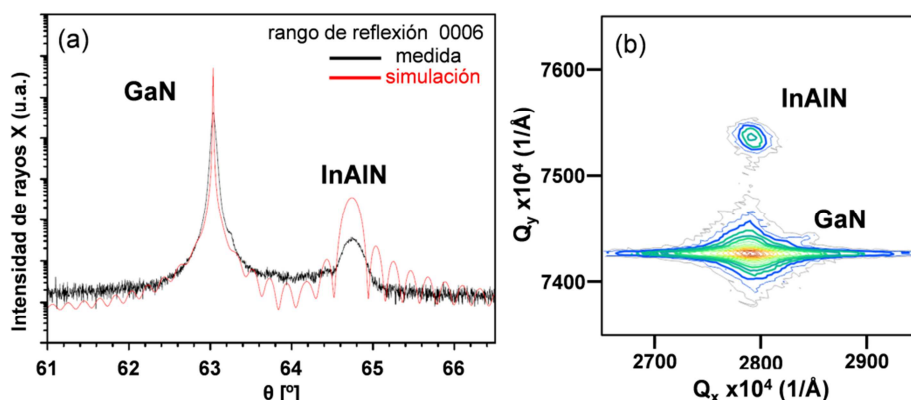 (a)
rango de reflexión 0006
medida
simulación
GaN
InAlN
Intensidad de rayos X (u.a.)
61 62 63 64 65 66
θ [º]
(b)
InAlN
GaN
7600
7500
7400
Qy x10⁴ (1/Å)
2700 2800 2900
Qx x10⁴ (1/Å)